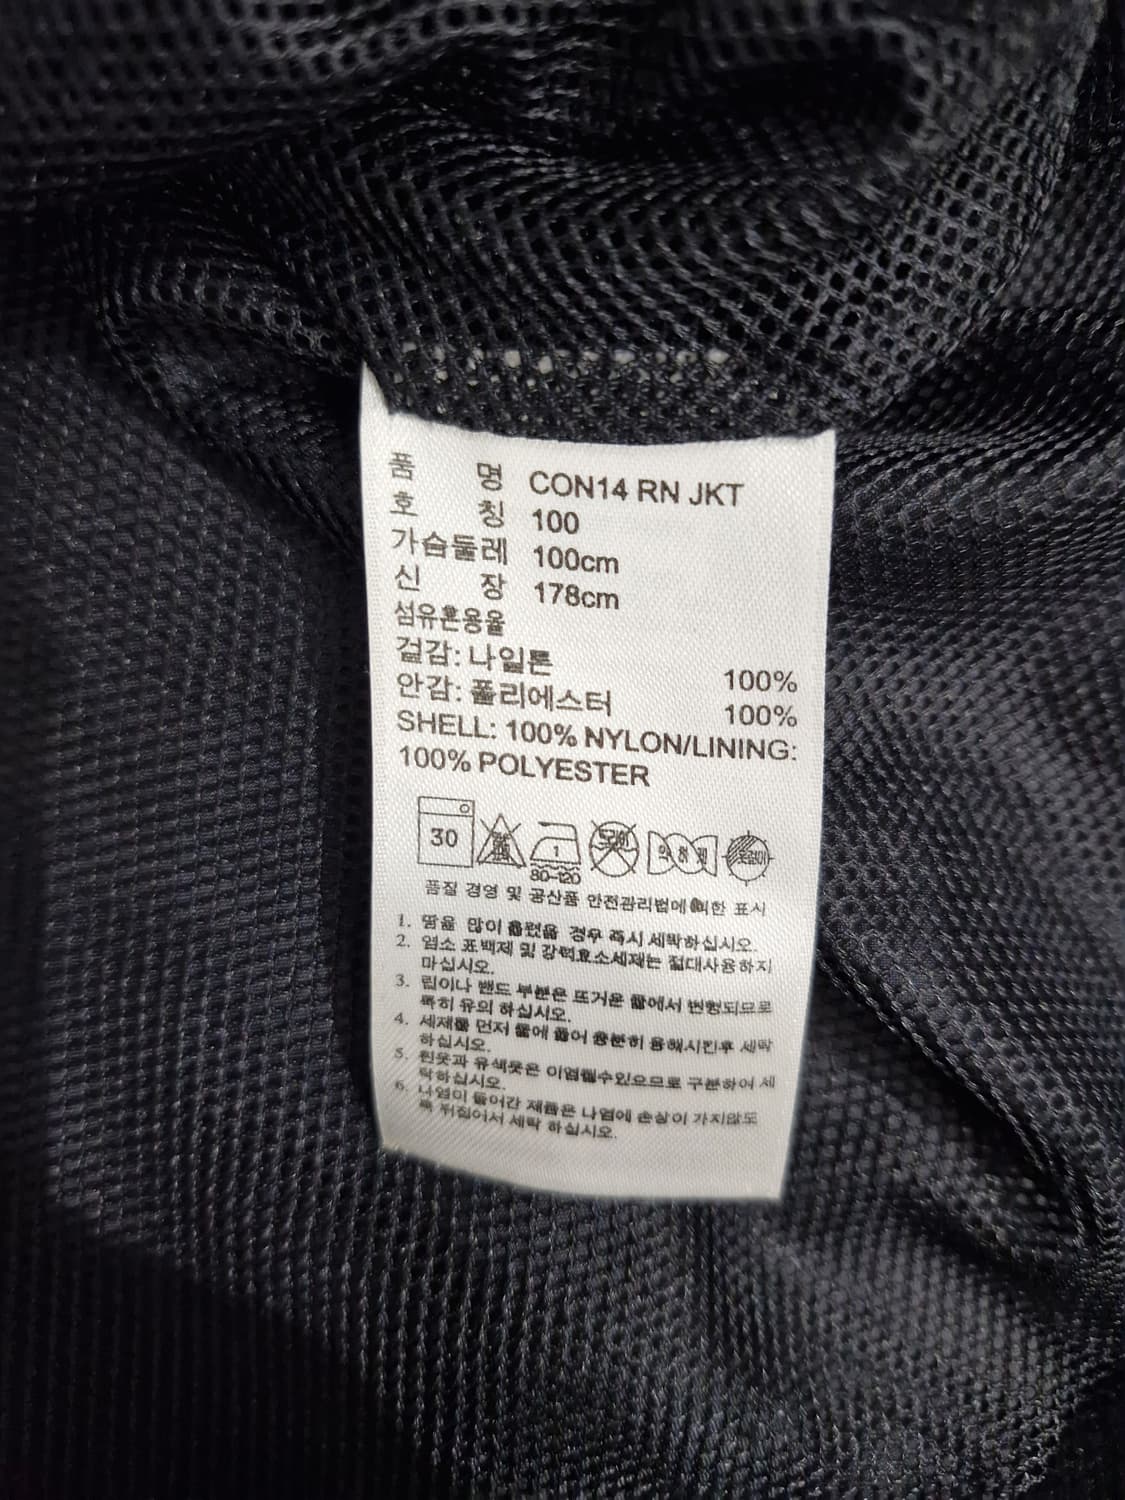 품 명 CON14 RN JKT
호 칭 100
가슴둘레 100cm
신 장 178cm
섬유혼용율
겉감: 나일론 100%
안감: 폴리에스터 100%
SHELL: 100% NYLON/LINING:
100% POLYESTER
30 1 80-120 약하게
품질 경영 및 공산품 안전관리법에 의한 표시
1. 땀을 많이 흘렸을 경우 즉시 세탁하십시오.
2. 염소 표백제 및 강력효소세제는 절대사용하지
마십시오.
3. 립이나 밴드 부분은 뜨거운 물에서 변형되므로
특히 유의 하십시오.
4. 세제를 먼저 물에 풀어 충분히 용해시킨후 세탁
하십시오.
5. 흰옷과 유색옷은 이염될수있으므로 구분하여 세
탁하십시오.
6. 나염이 들어간 제품은 나염에 손상이 가지않도
록 뒤집어서 세탁 하십시오.